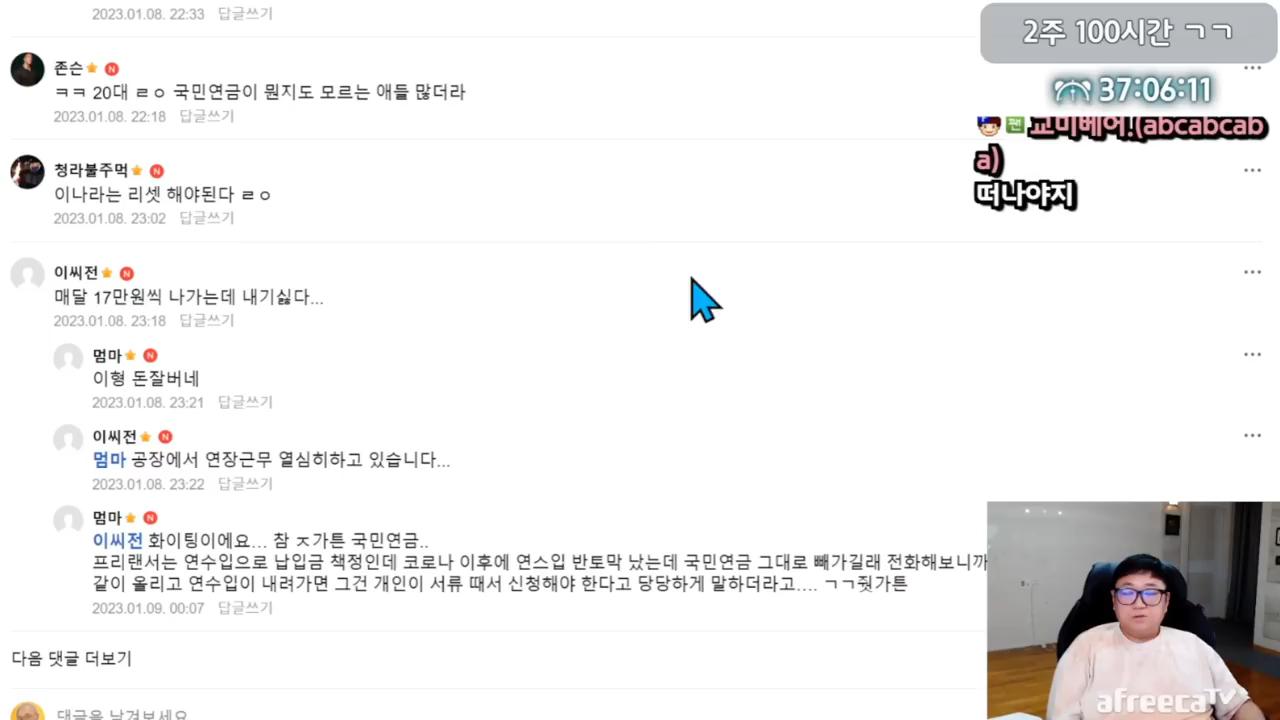 2023.01.08. 22:33 답글쓰기
2주 100시간 ㄱㄱ
37:06:11
존슨 N
ㅋㅋ 20대 ㄹㅇ 국민연금이 뭔지도 모르는 애들 많더라
2023.01.08. 22:18 답글쓰기
팬 교미베어!(abcabcab
a)
떠나야지
청라불주먹 N
이나라는 리셋 해야된다 ㄹㅇ
2023.01.08. 23:02 답글쓰기
이씨전 N
매달 17만원씩 나가는데 내기싫다...
2023.01.08. 23:18 답글쓰기
멈마 N
이형 돈잘버네
2023.01.08. 23:21 답글쓰기
이씨전 N
멈마 공장에서 연장근무 열심히하고 있습니다...
2023.01.08. 23:22 답글쓰기
멈마 N
이씨전 화이팅이에요... 참 ㅈ가튼 국민연금..
프리랜서는 연수입으로 납입금 책정인데 코로나 이후에 연스입 반토막 났는데 국민연금 그대로 빼가길래 전화해보니까
같이 올리고 연수입이 내려가면 그건 개인이 서류 때서 신청해야 한다고 당당하게 말하더라고.... ㄱㄱ줫가튼
2023.01.09. 00:07 답글쓰기
다음 댓글 더보기
댓글을 남겨보세요
afreecaTV